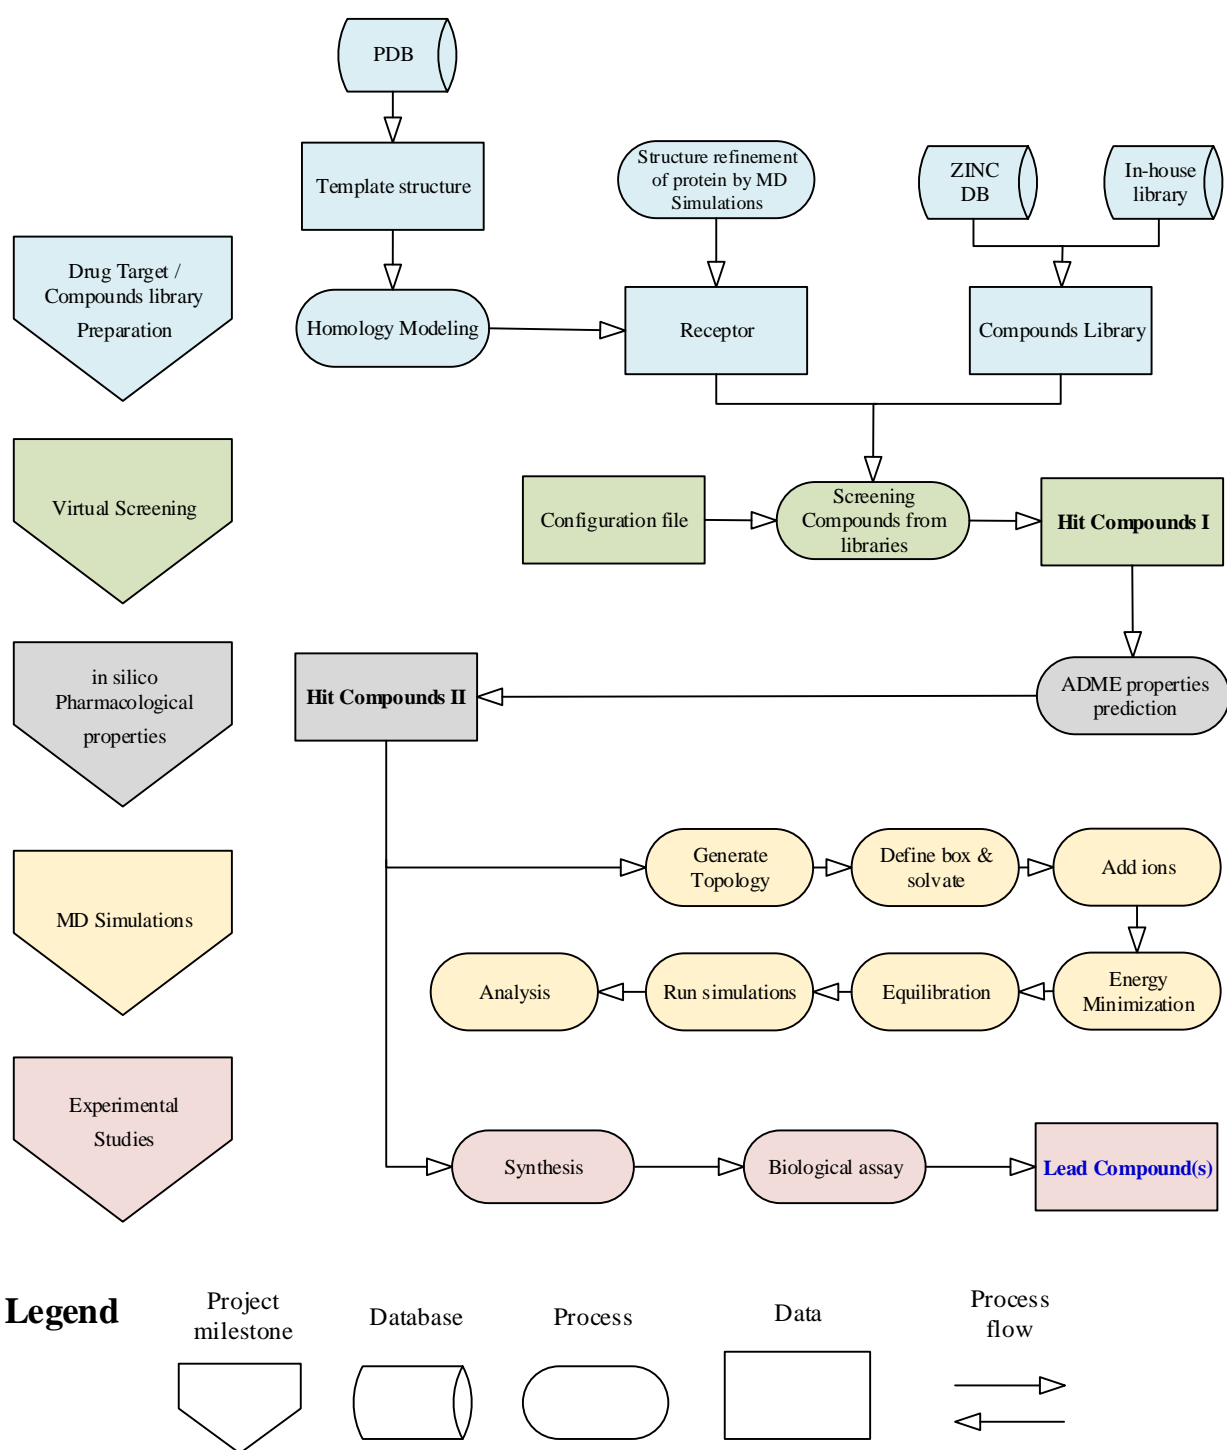 PDB
Template structure
Structure refinement
of protein by MD
Simulations
ZINC
DB
In-house
library
Drug Target /
Compounds library
Preparation
Homology Modeling
Receptor
Compounds Library
Virtual Screening
Configuration file
Screening
Compounds from
libraries
Hit Compounds I
in silico
Pharmacological
properties
Hit Compounds II
ADME properties
prediction
MD Simulations
Generate
Topology
Define box &
solvate
Add ions
Analysis
Run simulations
Equilibration
Energy
Minimization
Experimental
Studies
Synthesis
Biological assay
Lead Compound(s)
Legend
Project
milestone
Database
Process
Data
Process
flow